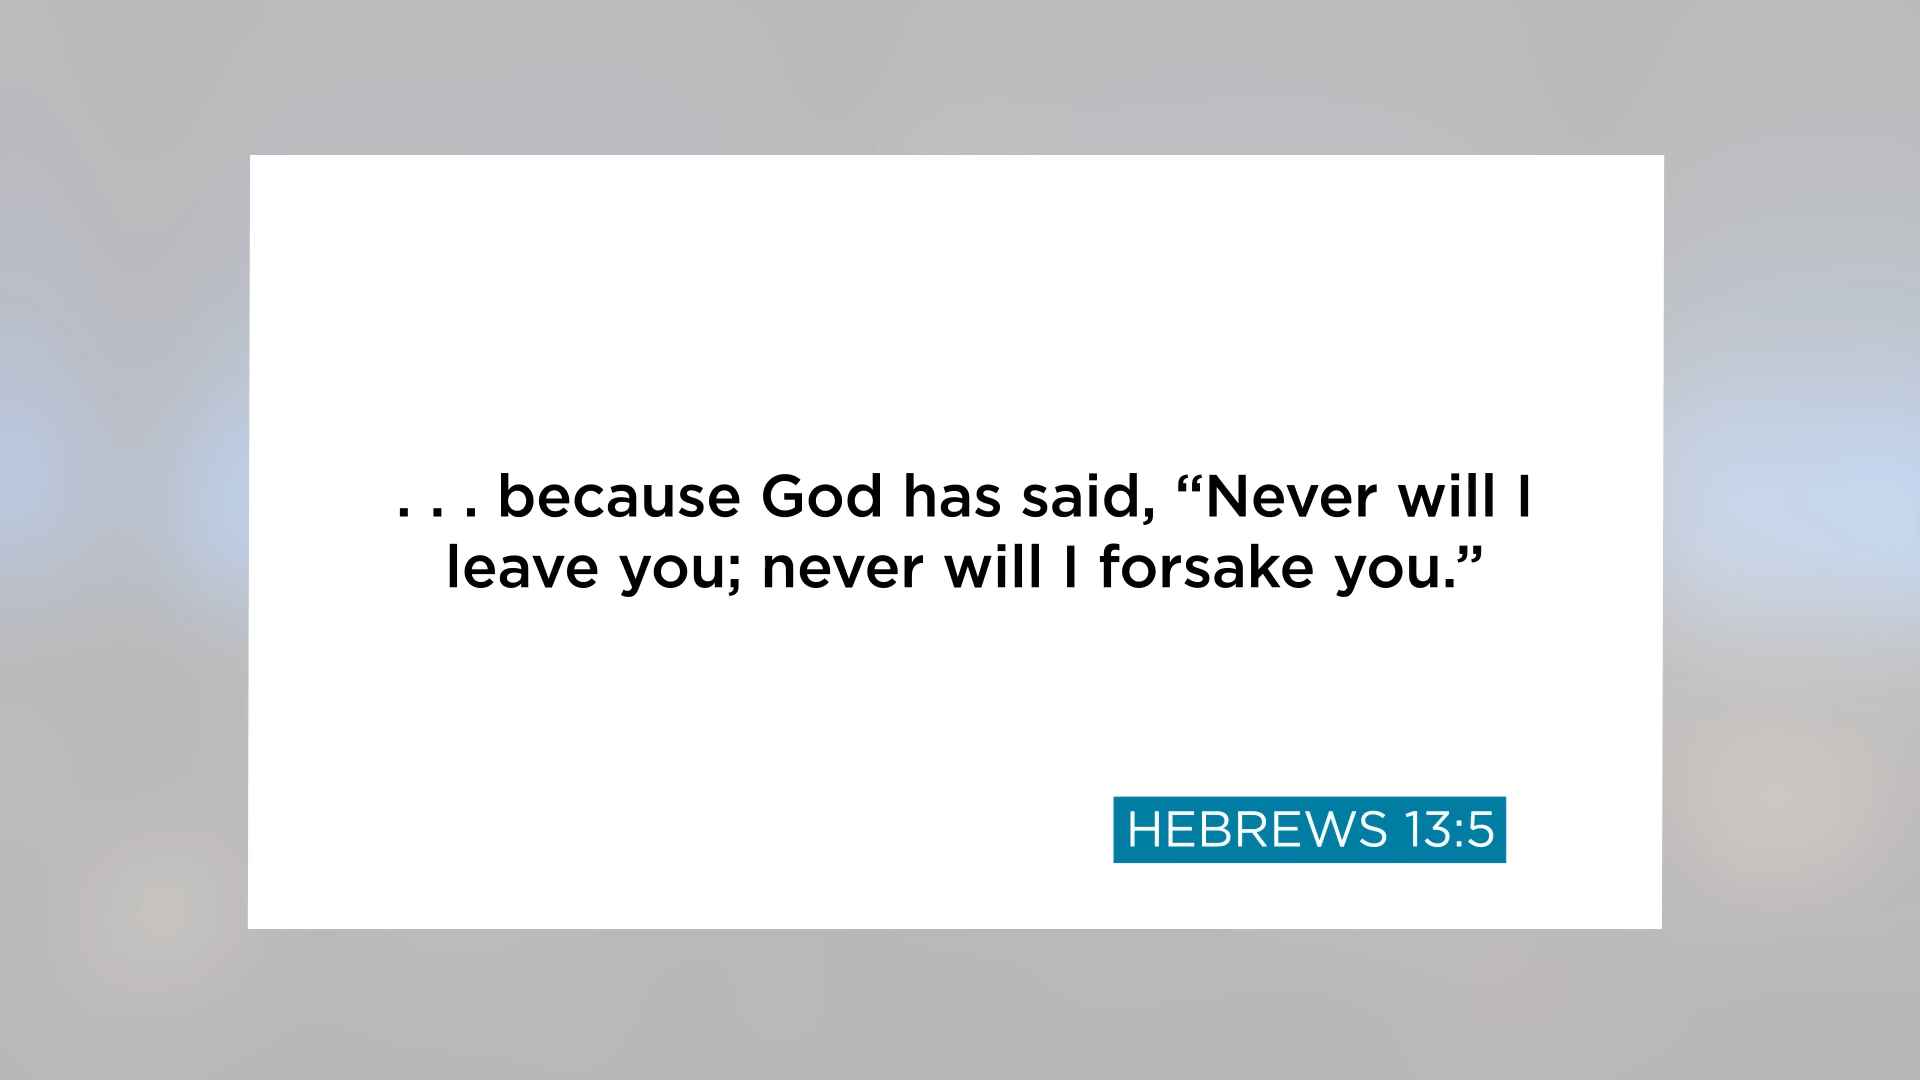 . . . because God has said, “Never will I
leave you; never will I forsake you.”
HEBREWS 13:5